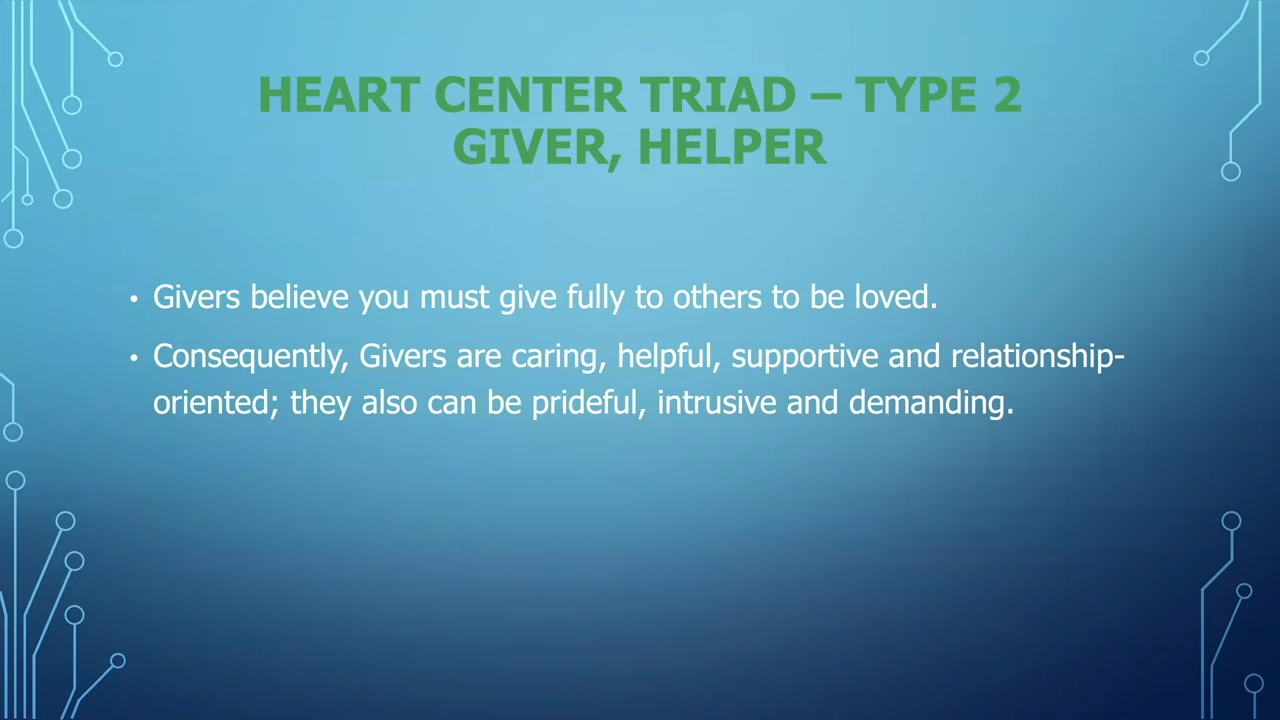 HEART CENTER TRIAD – TYPE 2
GIVER, HELPER
• Givers believe you must give fully to others to be loved.
• Consequently, Givers are caring, helpful, supportive and relationship-
oriented; they also can be prideful, intrusive and demanding.